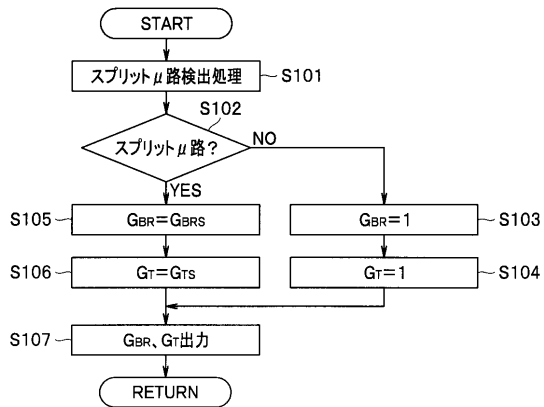 START
スプリットμ路検出処理
S101
S102
スプリットμ路?
NO
YES
S105
GBR=GBRS
GBR=1
S103
S106
GT=GTS
GT=1
S104
S107
GBR、GT出力
RETURN